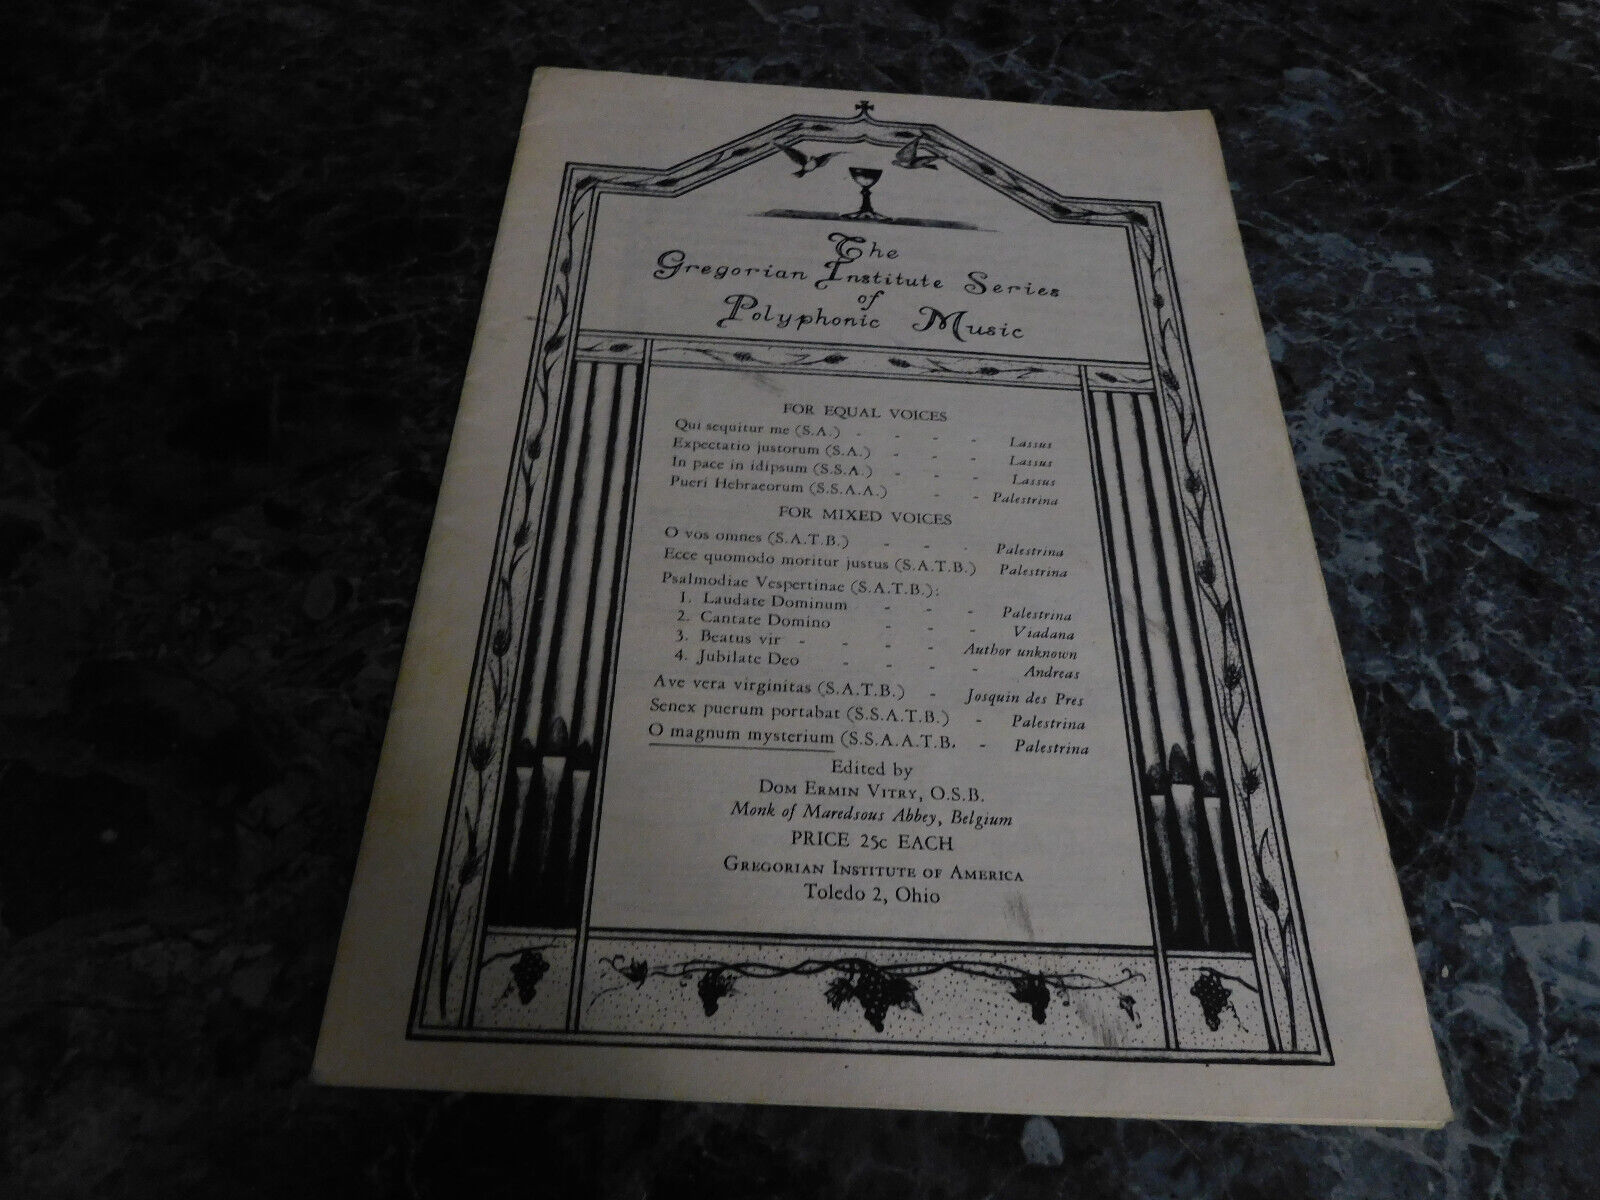 The
Gregorian Institute Series
of
Polyphonic Music
FOR EQUAL VOICES
Qui sequitur me (S.A.) - - - - Lassus
Expectatio justorum (S.A.) - - - Lassus
In pace in idipsum (S.S.A.) - - - Lassus
Pueri Hebraeorum (S.S.A.A.) - - Palestrina
FOR MIXED VOICES
O vos omnes (S.A.T.B.) - - - Palestrina
Ecce quomodo moritur justus (S.A.T.B.) Palestrina
Psalmodiae Vespertinae (S.A.T.B.):
1. Laudate Dominum - - - Palestrina
2. Cantate Domino - - - Viadana
3. Beatus vir - - - - Author unknown
4. Jubilate Deo - - - - Andreas
Ave vera virginitas (S.A.T.B.) - Josquin des Pres
Senex puerum portabat (S.S.A.T.B.) - Palestrina
O magnum mysterium (S.S.A.A.T.B. - Palestrina
Edited by
DOM ERMIN VITRY, O.S.B.
Monk of Maredsous Abbey, Belgium
PRICE 25c EACH
GREGORIAN INSTITUTE OF AMERICA
Toledo 2, Ohio